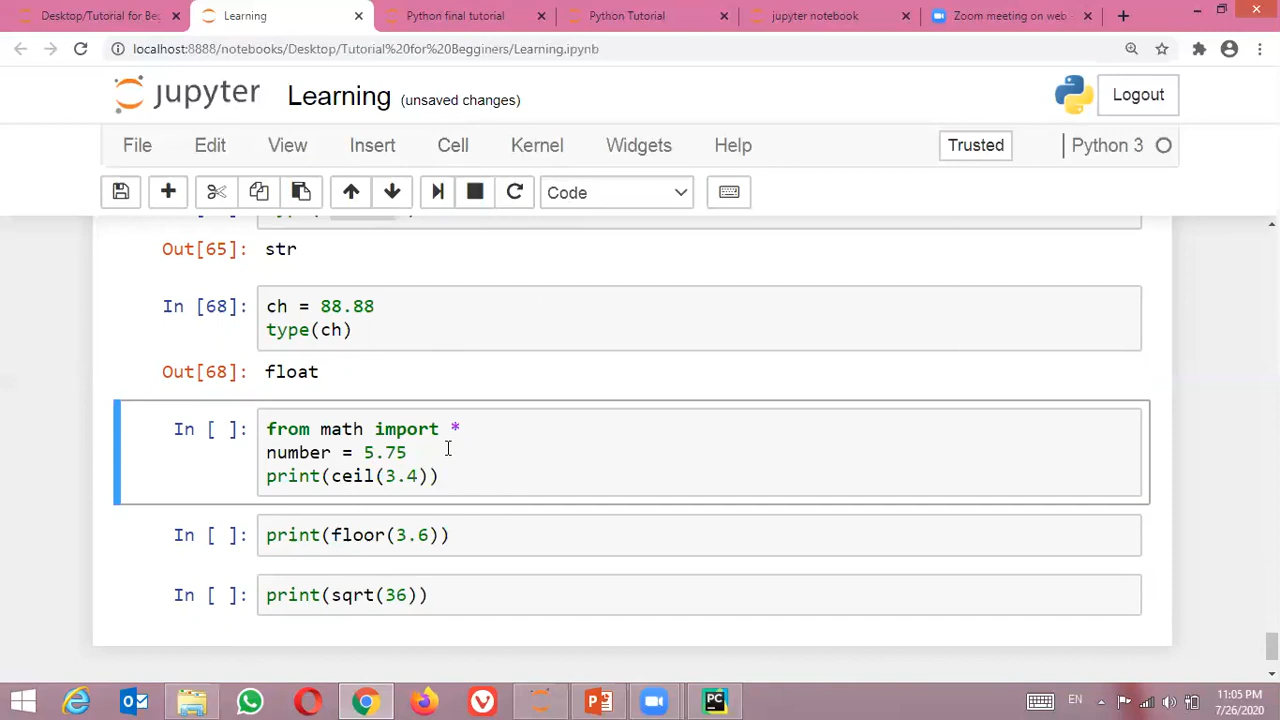 Desktop/Tutorial for Be
Learning
Python final tutorial
Python Tutorial
jupyter notebook
Zoom meeting on web -
localhost:8888/notebooks/Desktop/Tutorial%20for%20Begginers/Learning.ipynb
jupyter
Learning (unsaved changes)
Logout
File Edit View Insert Cell Kernel Widgets Help
Trusted
Python 3
Code
Out[65]: str
In [68]: ch = 88.88
type(ch)
Out[68]: float
In [ ]: from math import *
number = 5.75
print(ceil(3.4))
In [ ]: print(floor(3.6))
In [ ]: print(sqrt(36))
EN
11:05 PM
7/26/2020